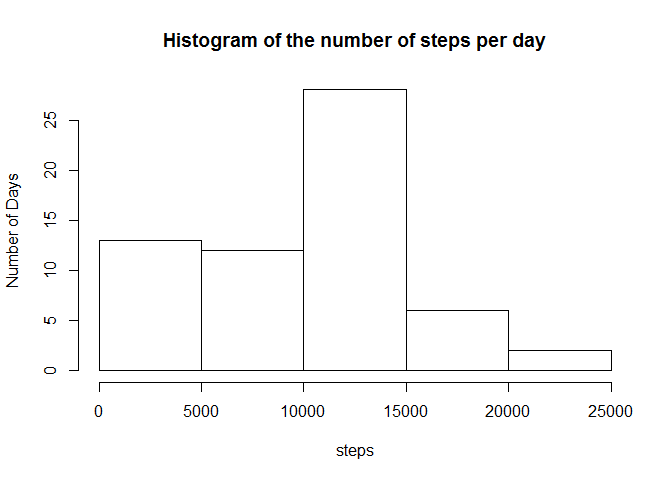 Histogram of the number of steps per day
Number of Days
25
20
15
10
5
0
0 5000 10000 15000 20000 25000
steps